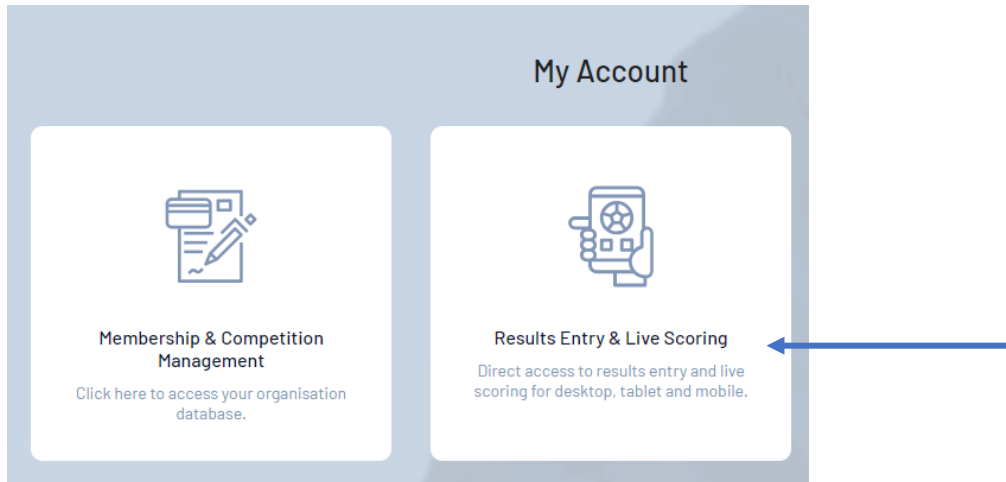 My Account
Membership & Competition
Management
Click here to access your organisation
database.
Results Entry & Live Scoring
Direct access to results entry and live
scoring for desktop, tablet and mobile.